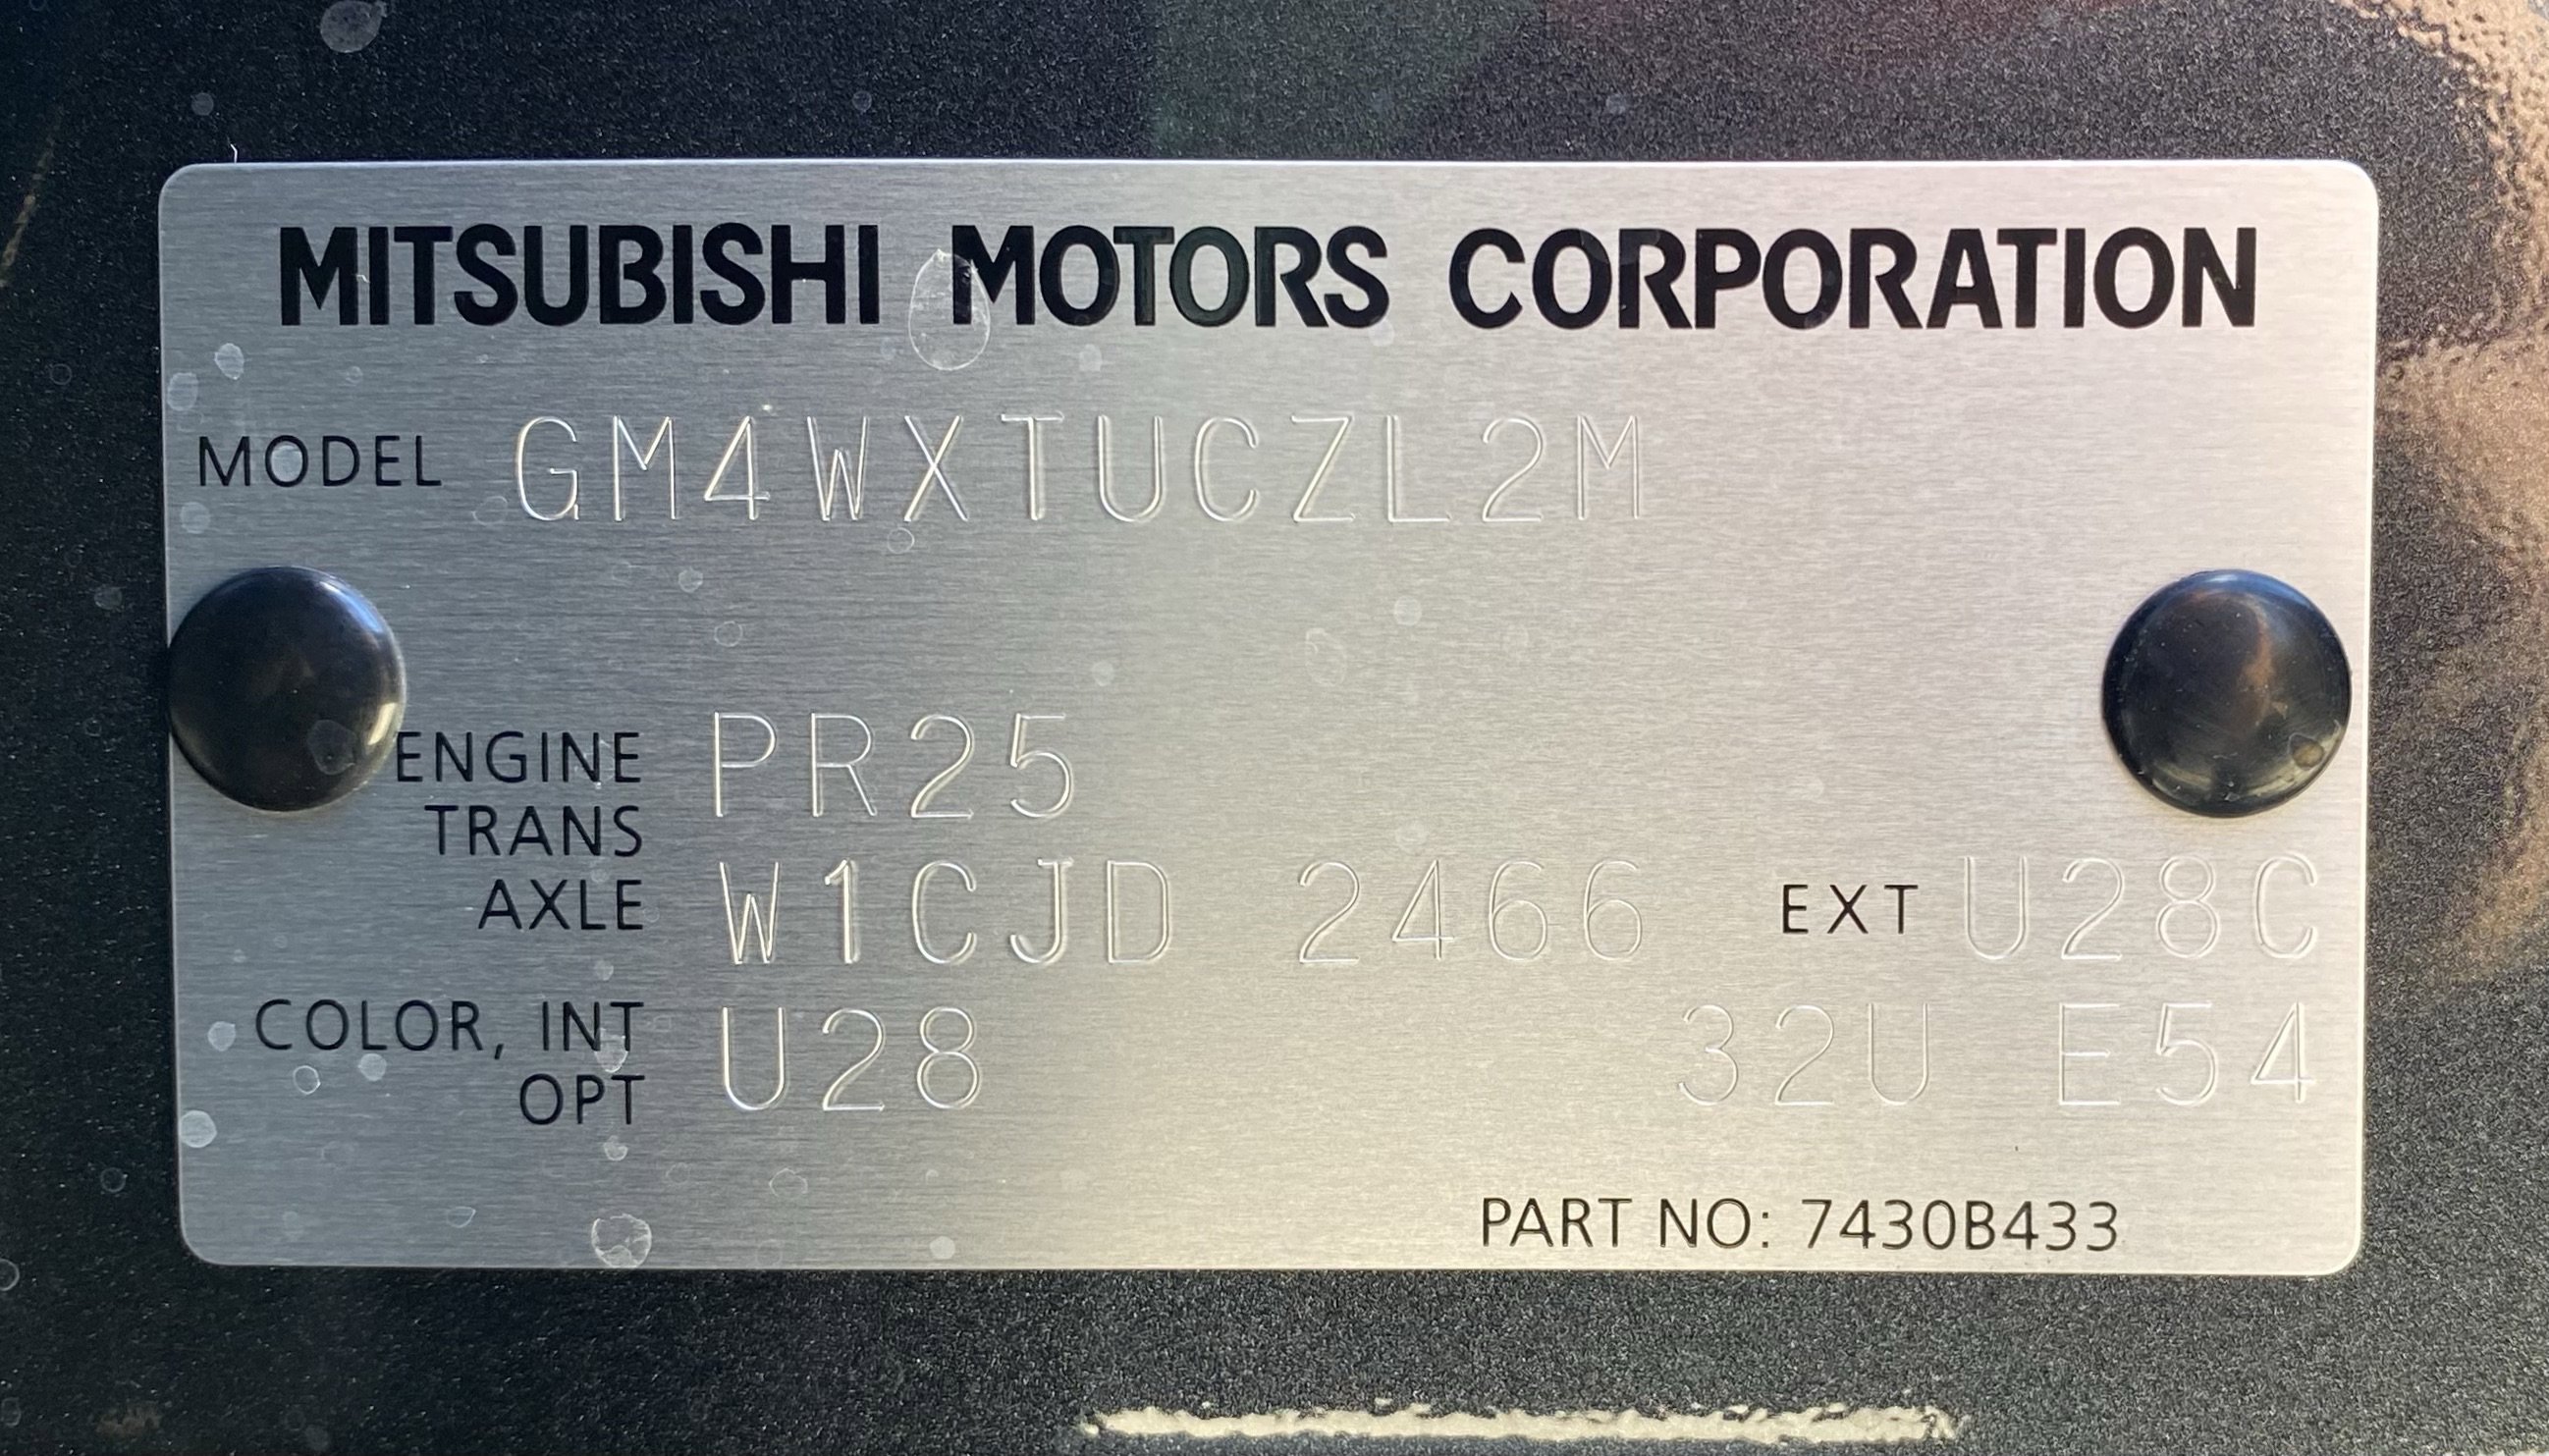 MITSUBISHI MOTORS CORPORATION
MODEL GM4WXTUCZL2M
ENGINE PR25
TRANS
AXLE W1CJD 2466 EXT U28C
COLOR, INT U28 32U E54
OPT
PART NO: 7430B433